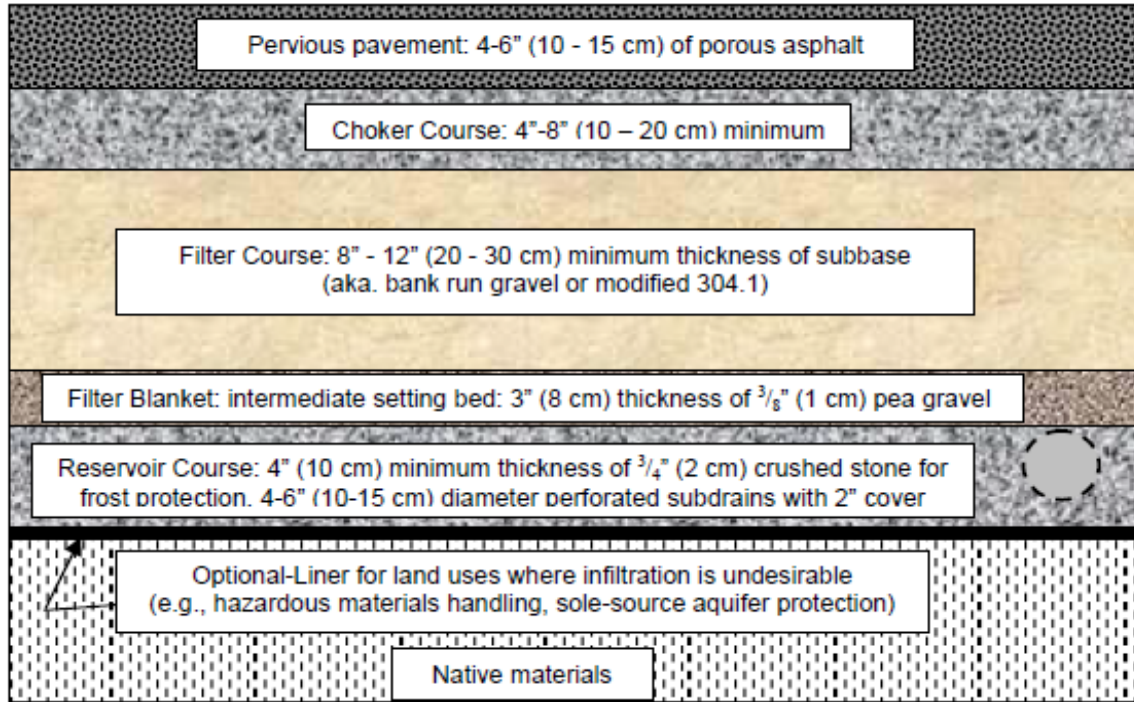 Pervious pavement: 4-6” (10 - 15 cm) of porous asphalt
Choker Course: 4”-8” (10 – 20 cm) minimum
Filter Course: 8” - 12” (20 - 30 cm) minimum thickness of subbase
(aka. bank run gravel or modified 304.1)
Filter Blanket: intermediate setting bed: 3” (8 cm) thickness of 3/8” (1 cm) pea gravel
Reservoir Course: 4” (10 cm) minimum thickness of 3/4” (2 cm) crushed stone for
frost protection. 4-6” (10-15 cm) diameter perforated subdrains with 2” cover
Optional-Liner for land uses where infiltration is undesirable
(e.g., hazardous materials handling, sole-source aquifer protection)
Native materials